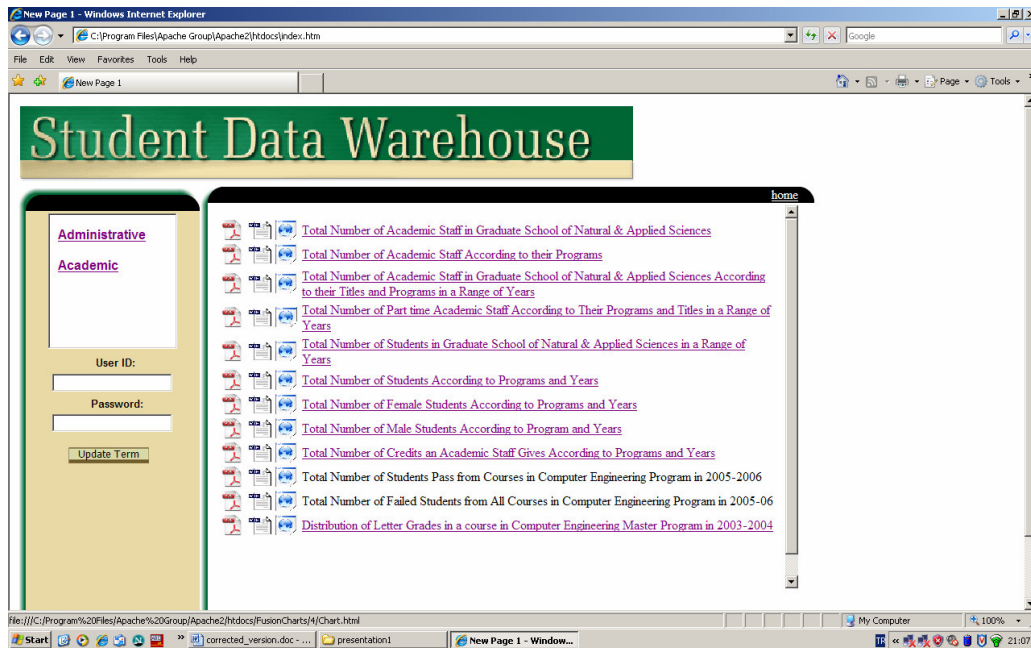 New Page 1 - Windows Internet Explorer
C:\Program Files\Apache Group\Apache2\htdocs\index.htm
Google
File Edit View Favorites Tools Help
New Page 1
Page Tools
Student Data Warehouse
home
Administrative
Academic
User ID:
Password:
Update Term
Total Number of Academic Staff in Graduate School of Natural & Applied Sciences
Total Number of Academic Staff According to their Programs
Total Number of Academic Staff in Graduate School of Natural & Applied Sciences According
to their Titles and Programs in a Range of Years
Total Number of Part time Academic Staff According to Their Programs and Titles in a Range of
Years
Total Number of Students in Graduate School of Natural & Applied Sciences in a Range of
Years
Total Number of Students According to Programs and Years
Total Number of Female Students According to Programs and Years
Total Number of Male Students According to Program and Years
Total Number of Credits an Academic Staff Gives According to Programs and Years
Total Number of Students Pass from Courses in Computer Engineering Program in 2005-2006
Total Number of Failed Students from All Courses in Computer Engineering Program in 2005-06
Distribution of Letter Grades in a course in Computer Engineering Master Program in 2003-2004
file:///C:/Program%20Files/Apache%20Group/Apache2/htdocs/FusionCharts/4/Chart.html
My Computer
100%
Start
corrected_version.doc - ...
presentation1
New Page 1 - Window...
TR
21:07